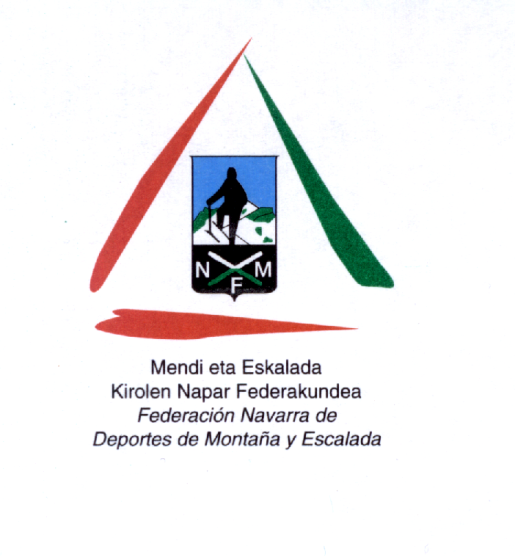 N M
F
Mendi eta Eskalada
Kirolen Napar Federakundea
Federación Navarra de
Deportes de Montaña y Escalada